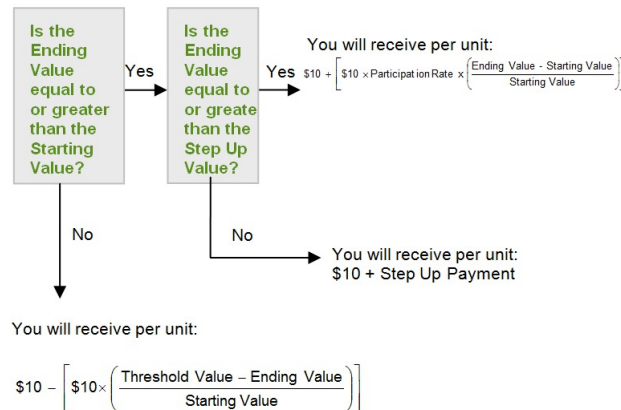 Is the
Ending
Value
equal to
or greater
than the
Starting
Value?
Yes
Is the
Ending
Value
equal to
or greate
than the
Step Up
Value?
Yes
You will receive per unit:
$10 + [ $10 × Participation Rate x ( Ending Value - Starting Value
Starting Value ) ]
No
No
You will receive per unit:
$10 + Step Up Payment
You will receive per unit:
$10 – [ $10× ( Threshold Value – Ending Value
Starting Value ) ]